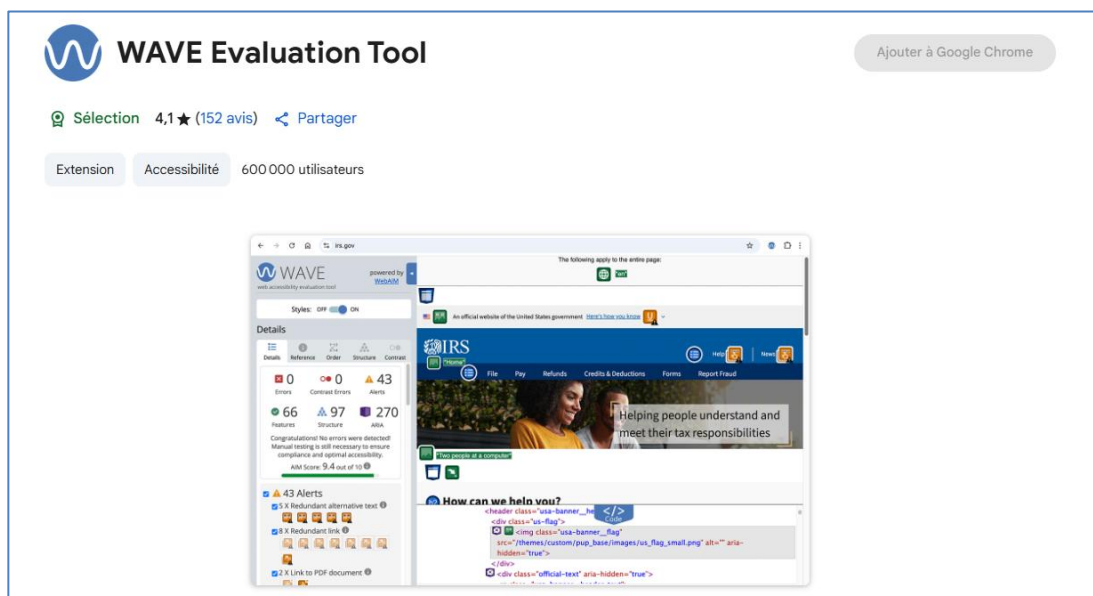 WAVE Evaluation Tool
Ajouter à Google Chrome
Sélection 4,1 ★ (152 avis) Partager
Extension Accessibilité 600 000 utilisateurs
irs.gov
WAVE
web accessibility evaluation tool
powered by
WebAIM
Styles: OFF ON
Details
Details Reference Order Structure Contrast
0 0 43
Errors Contrast Errors Alerts
66 97 270
Features Structure ARIA
Congratulations! No errors were detected!
Manual testing is still necessary to ensure
compliance and optimal accessibility.
AIM Score: 9.4 out of 10
43 Alerts
5 X Redundant alternative text
8 X Redundant link
2 X Link to PDF document
The following apply to the entire page:
"en"
An official website of the United States government Here's how you know
IRS
"Home"
Help News
File Pay Refunds Credits & Deductions Forms Report Fraud
Helping people understand and
meet their tax responsibilities
"Two people at a computer"
How can we help you?
</>
Code
<header class="usa-banner__he
<div class="us-flag">
<img class="usa-banner__flag"
src="/themes/custom/pup_base/images/us_flag_small.png" alt="" aria-
hidden="true">
</div>
<div class="official-text" aria-hidden="true">